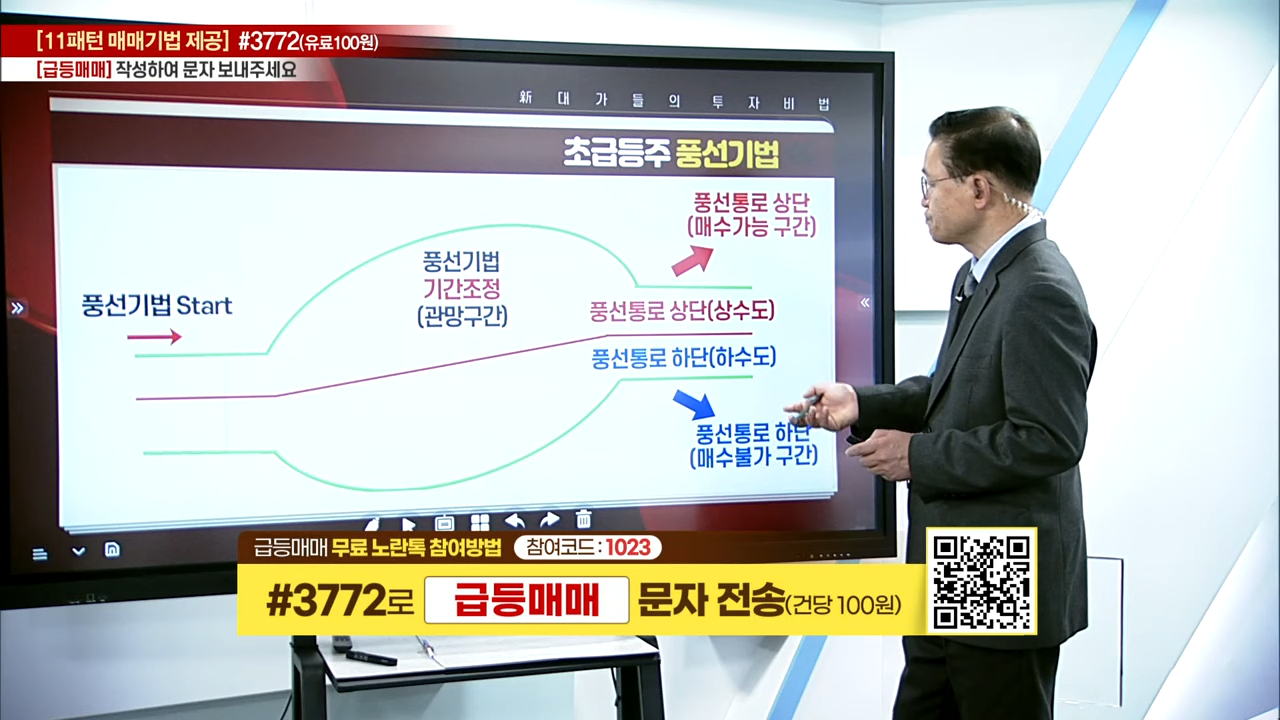 [11패턴 매매기법 제공] #3772(유료100원)
[급등매매] 작성하여 문자 보내주세요
新 대가들의 투자비법
초급등주 풍선기법
풍선통로 상단
(매수가능 구간)
풍선기법
기간조정
(관망구간)
풍선기법 Start
풍선통로 상단(상수도)
풍선통로 하단(하수도)
풍선통로 하단
(매수불가 구간)
급등매매 무료 노란톡 참여방법 참여코드 : 1023
#3772로 급등매매 문자 전송(건당 100원)